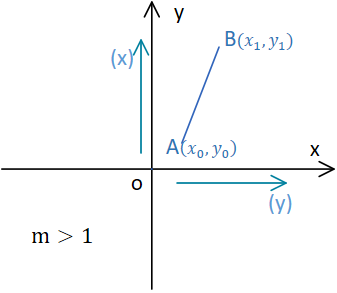 y
B(x₁, y₁)
(x)
A(x₀, y₀)
x
o
(y)
m > 1